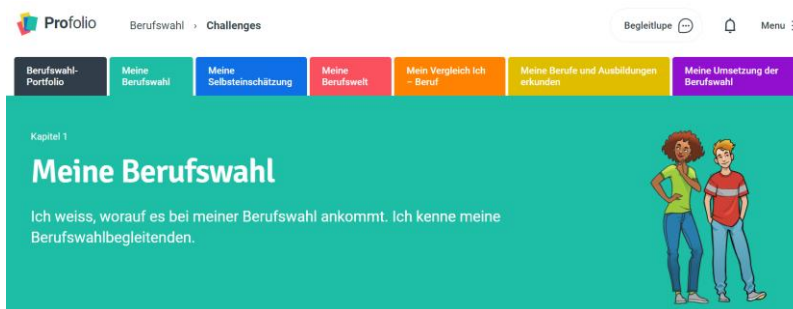 Profolio
Berufswahl › Challenges
Begleitlupe
Menu
Berufswahl-
Portfolio
Meine
Berufswahl
Meine
Selbsteinschätzung
Meine
Berufswelt
Mein Vergleich Ich
– Beruf
Meine Berufe und Ausbildungen
erkunden
Meine Umsetzung der
Berufswahl
Kapitel 1
Meine Berufswahl
Ich weiss, worauf es bei meiner Berufswahl ankommt. Ich kenne meine
Berufswahlbegleitenden.